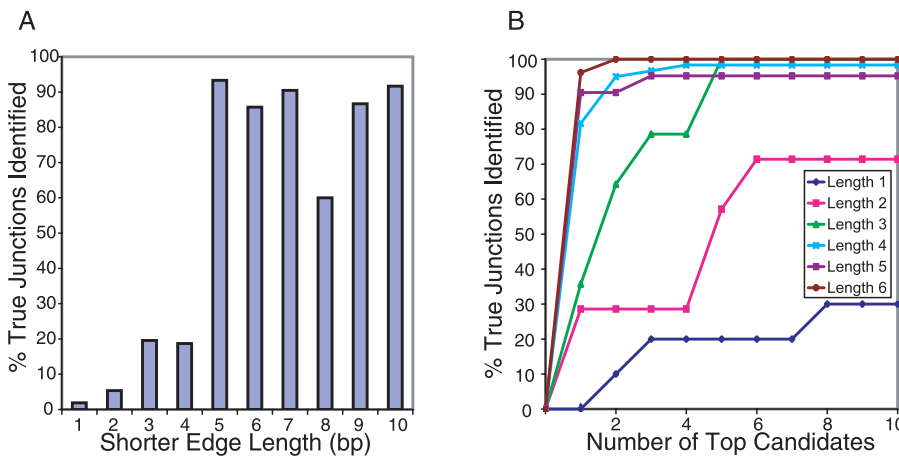 A
% True Junctions Identified
100
90
80
70
60
50
40
30
20
10
0
1 2 3 4 5 6 7 8 9 10
Shorter Edge Length (bp)
B
% True Junctions Identified
100
90
80
70
60
50
40
30
20
10
0
2 4 6 8 10
Number of Top Candidates
Length 1
Length 2
Length 3
Length 4
Length 5
Length 6